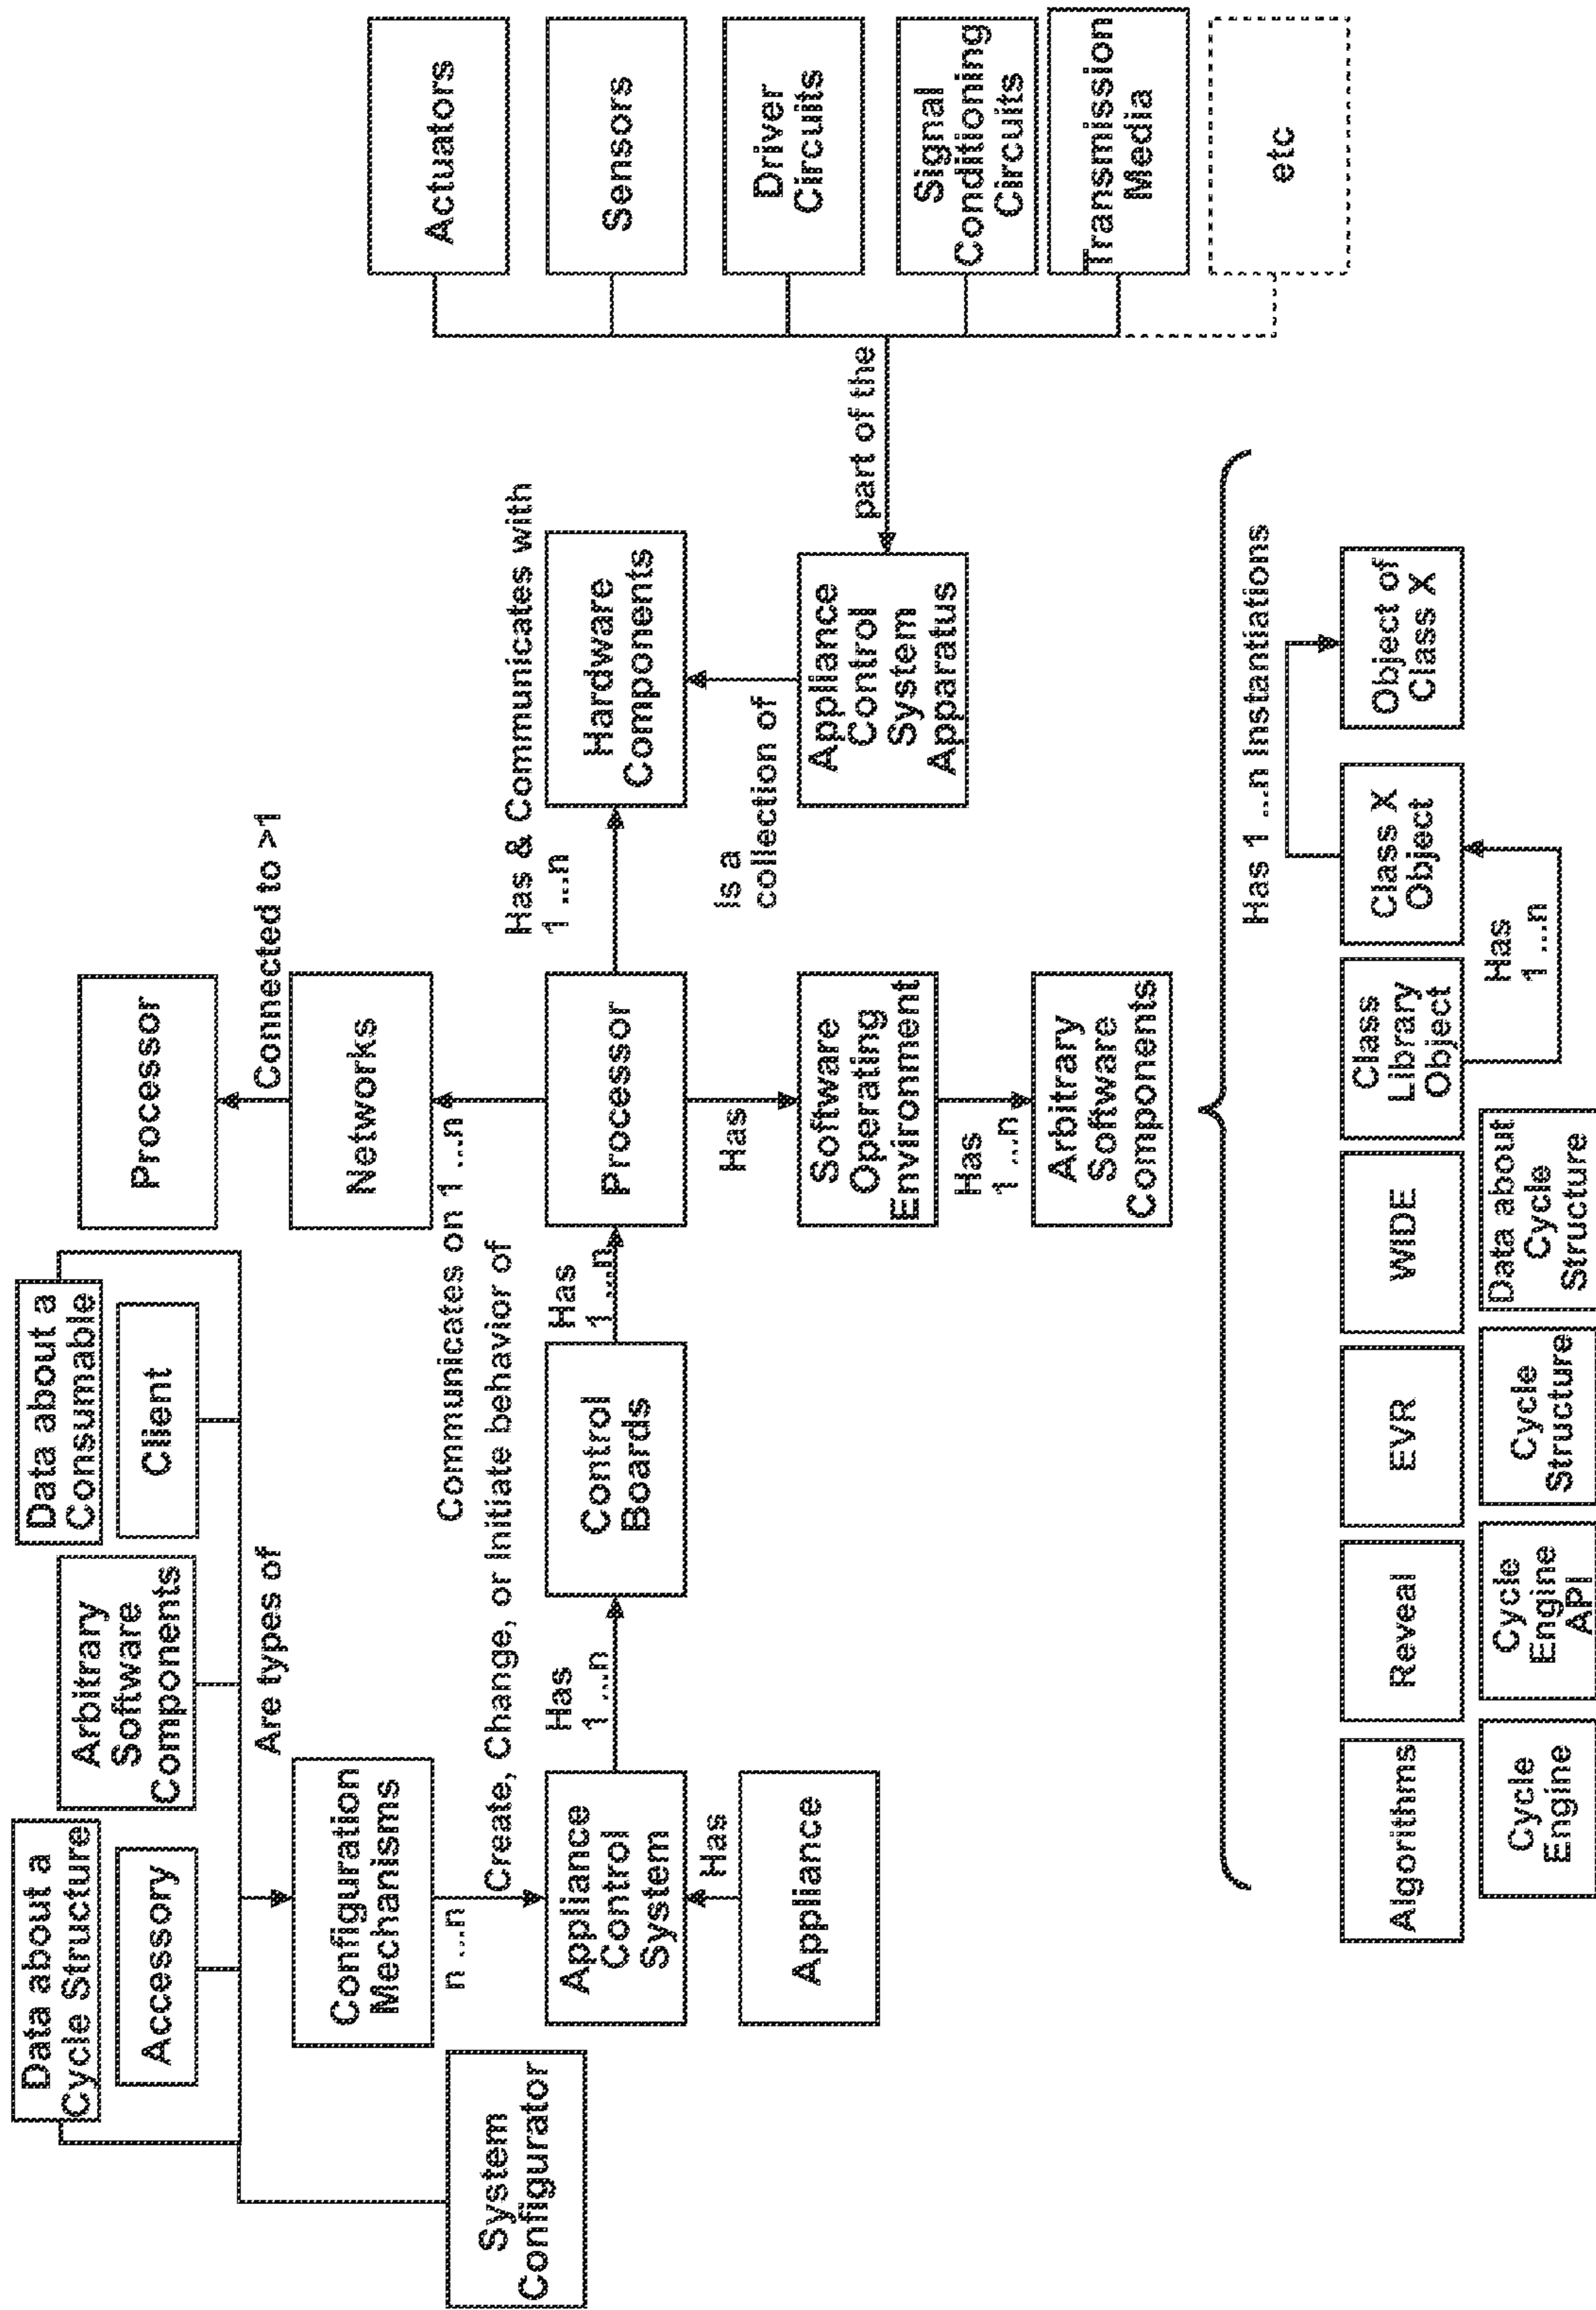 Data about a
Cycle Structure
Accessory
Arbitrary
Software
Components
Data about a
Consumable
Client
Are types of
System
Configurator
Configuration
Mechanisms
n ...n
Create, Change, or Initiate behavior of
Appliance
Control
System
Has
Appliance
Has
1 ...n
Control
Boards
Has
1 ...n
Processor
Communicates on 1 ...n
Networks
Connected to >1
Processor
Has
Software
Operating
Environment
Has
1 ...n
Arbitrary
Software
Components
Has & Communicates with
1 ...n
Hardware
Components
is a
collection of
Appliance
Control
System
Apparatus
part of the
Actuators
Sensors
Driver
Circuits
Signal
Conditioning
Circuits
Transmission
Media
etc
Has 1 ...n Instantiations
Algorithms
Reveal
EVR
WIDE
Class
Library
Object
Class X
Object
Object of
Class X
Has
1 ...n
Cycle
Engine
Cycle
Engine
API
Cycle
Structure
Data about
Cycle
Structure